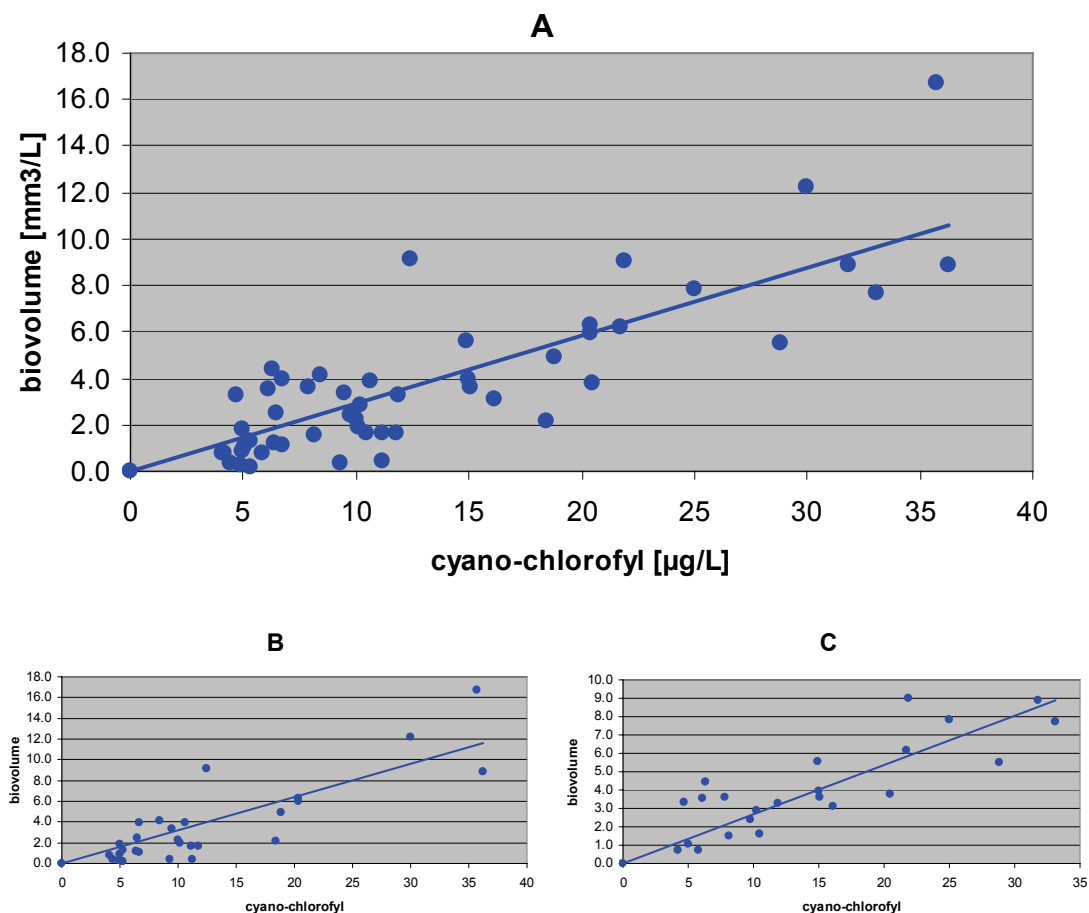 A
18.0
16.0
14.0
12.0
10.0
8.0
6.0
4.0
2.0
0.0
biovolume [mm3/L]
0 5 10 15 20 25 30 35 40
cyano-chlorofyl [µg/L]
B
18.0
16.0
14.0
12.0
10.0
8.0
6.0
4.0
2.0
0.0
biovolume
0 5 10 15 20 25 30 35 40
cyano-chlorofyl
C
10.0
9.0
8.0
7.0
6.0
5.0
4.0
3.0
2.0
1.0
0.0
biovolume
0 5 10 15 20 25 30 35
cyano-chlorofyl